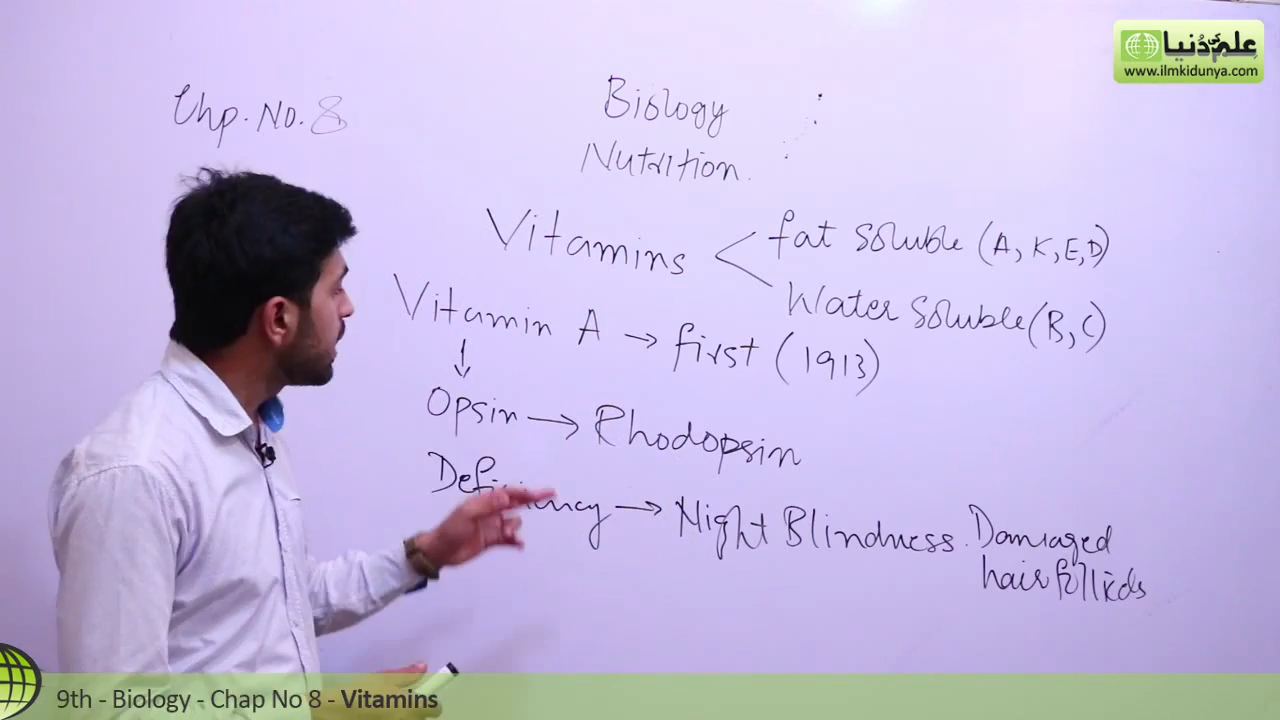 علم کی دنیا
www.ilmkidunya.com
Chp. No. 8
Biology
Nutrition.
Vitamins < fat soluble (A, K, E, D)
Water soluble (B, C)
Vitamin A → first (1913)
↓
Opsin → Rhodopsin
Deficiency → Night Blindness. Damaged
hair
9th - Biology - Chap No 8 - Vitamins